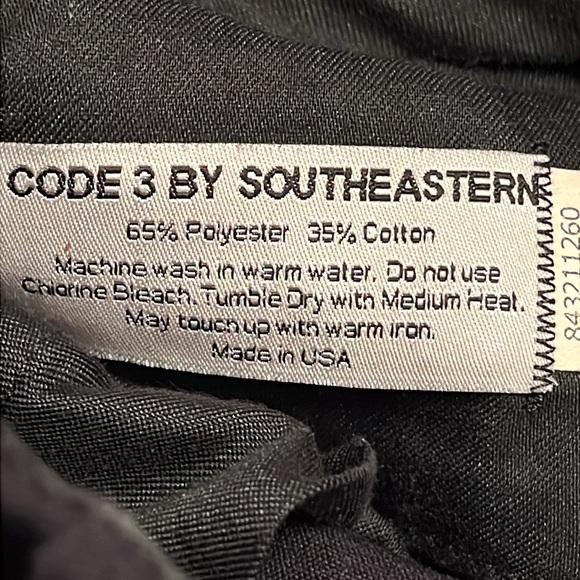 CODE 3 BY SOUTHEASTERN
65% Polyester 35% Cotton
Machine wash in warm water. Do not use
Chlorine Bleach. Tumble Dry with Medium Heat.
May touch up with warm iron.
Made in USA
843211260